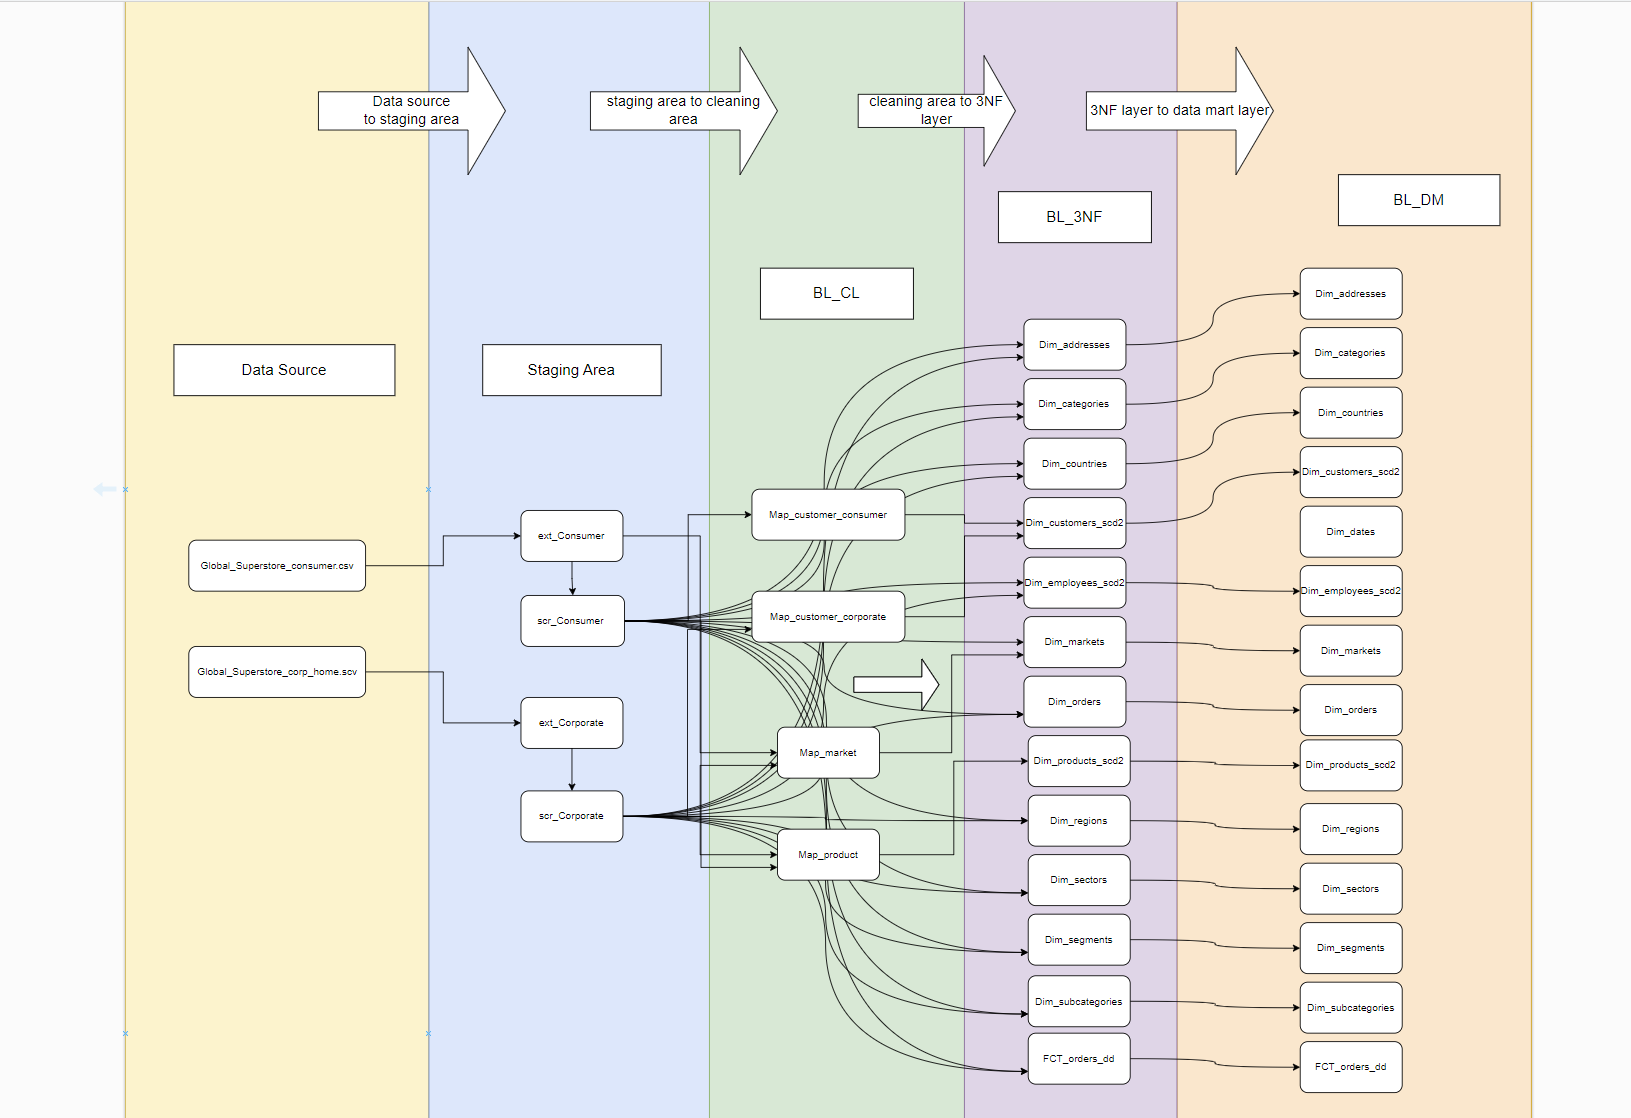 Data source
to staging area
staging area to cleaning
area
cleaning area to 3NF
layer
3NF layer to data mart layer
BL_DM
BL_3NF
BL_CL
Data Source
Staging Area
Global_Superstore_consumer.csv
Global_Superstore_corp_home.scv
ext_Consumer
scr_Consumer
ext_Corporate
scr_Corporate
Map_customer_consumer
Map_customer_corporate
Map_market
Map_product
Dim_addresses
Dim_categories
Dim_countries
Dim_customers_scd2
Dim_employees_scd2
Dim_markets
Dim_orders
Dim_products_scd2
Dim_regions
Dim_sectors
Dim_segments
Dim_subcategories
FCT_orders_dd
Dim_addresses
Dim_categories
Dim_countries
Dim_customers_scd2
Dim_dates
Dim_employees_scd2
Dim_markets
Dim_orders
Dim_products_scd2
Dim_regions
Dim_sectors
Dim_segments
Dim_subcategories
FCT_orders_dd